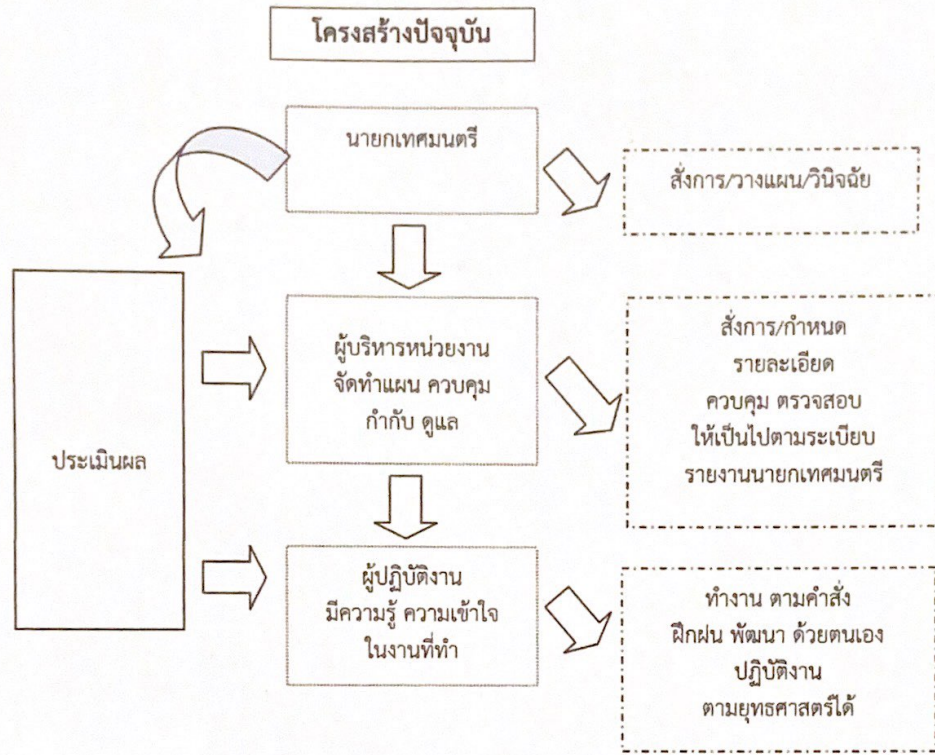 โครงสร้างปัจจุบัน
นายกเทศมนตรี
สั่งการ/วางแผน/วินิจฉัย
ประเมินผล
ผู้บริหารหน่วยงาน
จัดทำแผน ควบคุม
กำกับ ดูแล
สั่งการ/กำหนด
รายละเอียด
ควบคุม ตรวจสอบ
ให้เป็นไปตามระเบียบ
รายงานนายกเทศมนตรี
ผู้ปฏิบัติงาน
มีความรู้ ความเข้าใจ
ในงานที่ทำ
ทำงาน ตามคำสั่ง
ฝึกฝน พัฒนา ด้วยตนเอง
ปฏิบัติงาน
ตามยุทธศาสตร์ได้